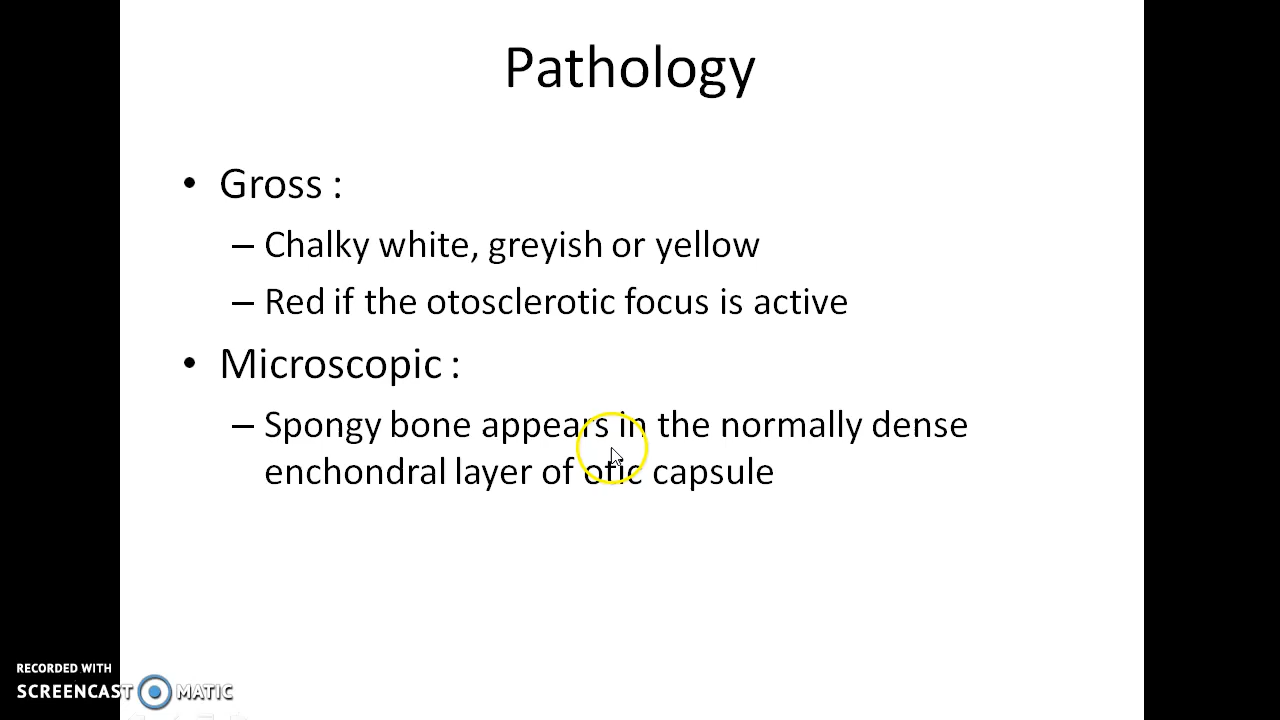 Pathology
• Gross :
– Chalky white, greyish or yellow
– Red if the otosclerotic focus is active
• Microscopic :
– Spongy bone appears in the normally dense
enchondral layer of otic capsule
RECORDED WITH
SCREENCAST MATIC